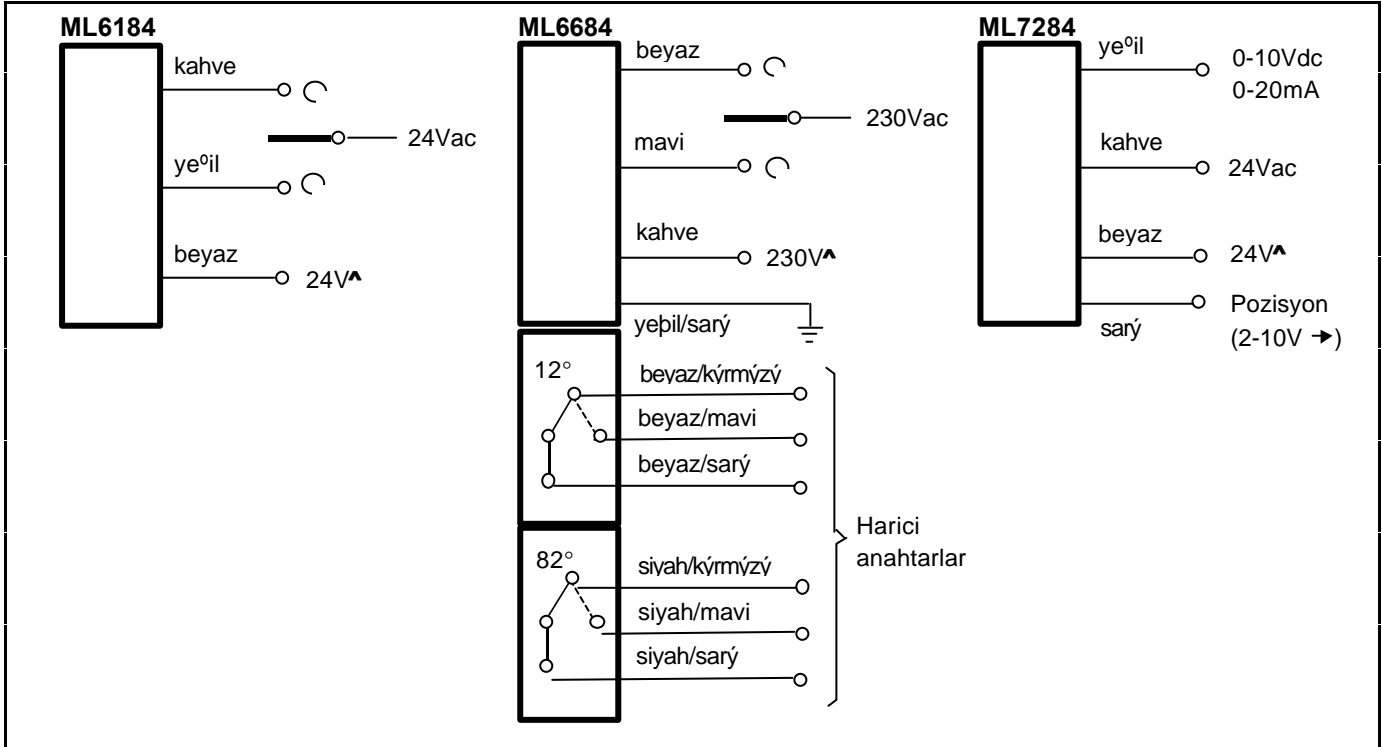 ML6184
kahve
24Vac
yeºil
beyaz
24V^
ML6684
beyaz
230Vac
mavi
kahve
230V^
yeþil/sarý
12°
beyaz/kýrmýzý
beyaz/mavi
beyaz/sarý
82°
siyah/kýrmýzý
siyah/mavi
siyah/sarý
Harici
anahtarlar
ML7284
yeºil
0-10Vdc
0-20mA
kahve
24Vac
beyaz
24V^
sarý
Pozisyon
(2-10V →)